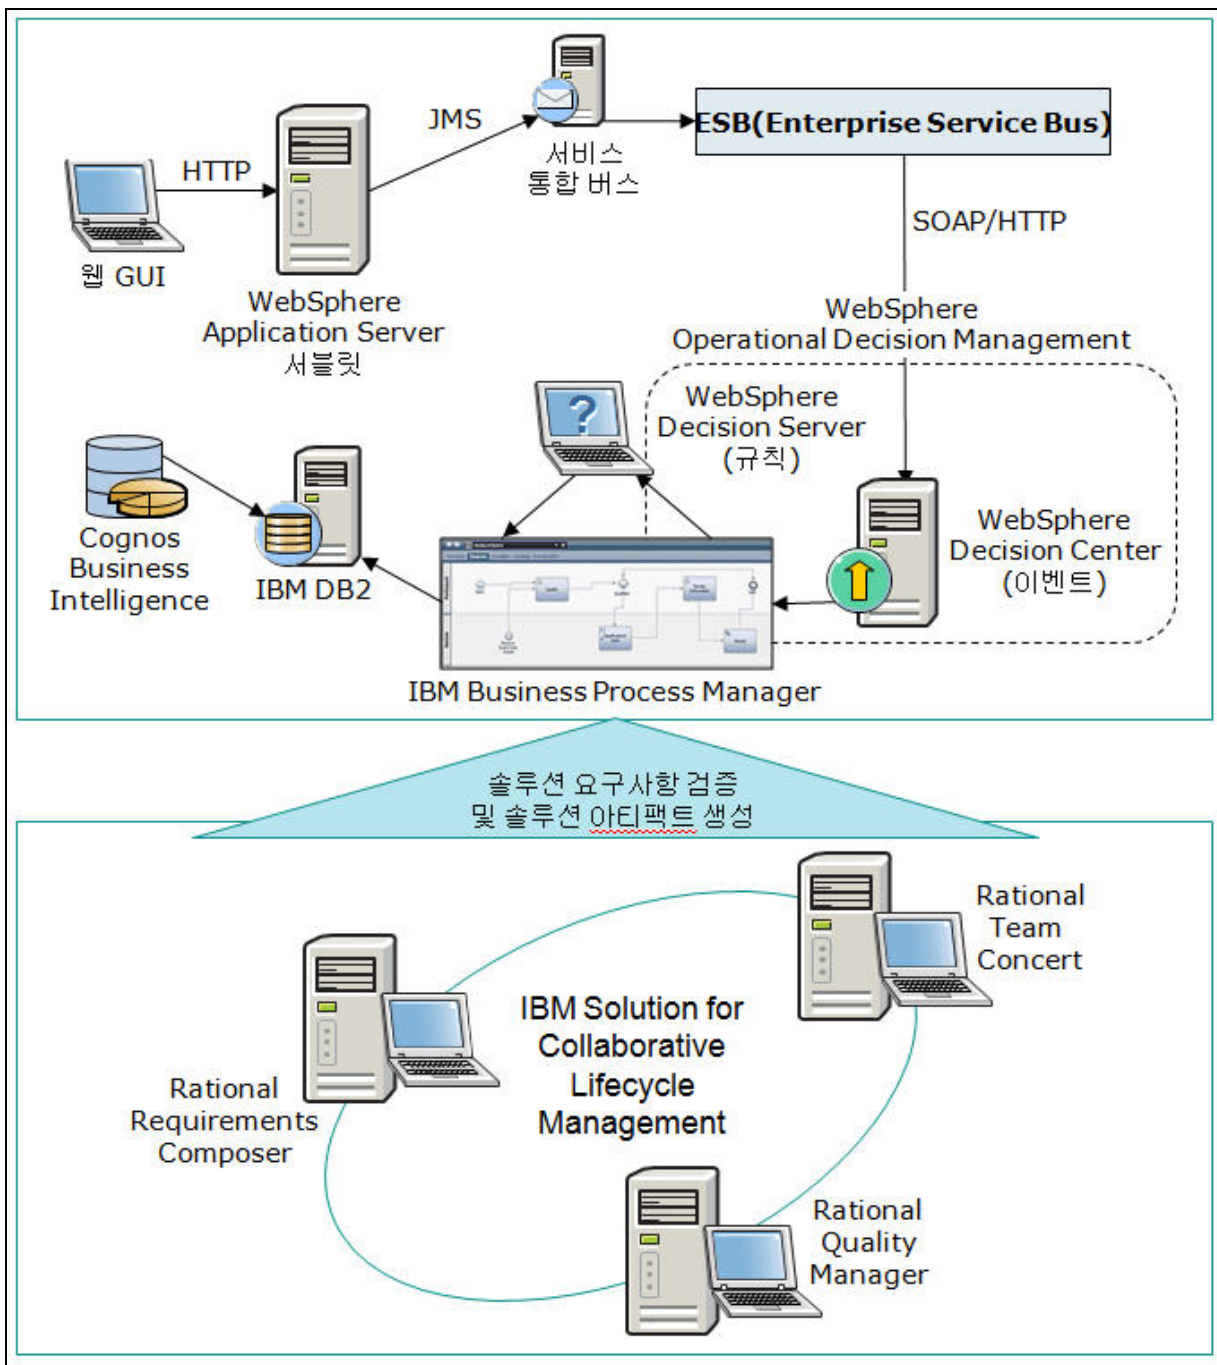 JMS
ESB(Enterprise Service Bus)
서비스
통합 버스
HTTP
SOAP/HTTP
웹 GUI
WebSphere
Application Server
서블릿
WebSphere
Operational Decision Management
WebSphere
Decision Server
(규칙)
Cognos
Business
Intelligence
IBM DB2
WebSphere
Decision Center
(이벤트)
IBM Business Process Manager
솔루션 요구사항 검증
및 솔루션 아티팩트 생성
Rational
Team
Concert
IBM Solution for
Collaborative
Lifecycle
Management
Rational
Requirements
Composer
Rational
Quality
Manager